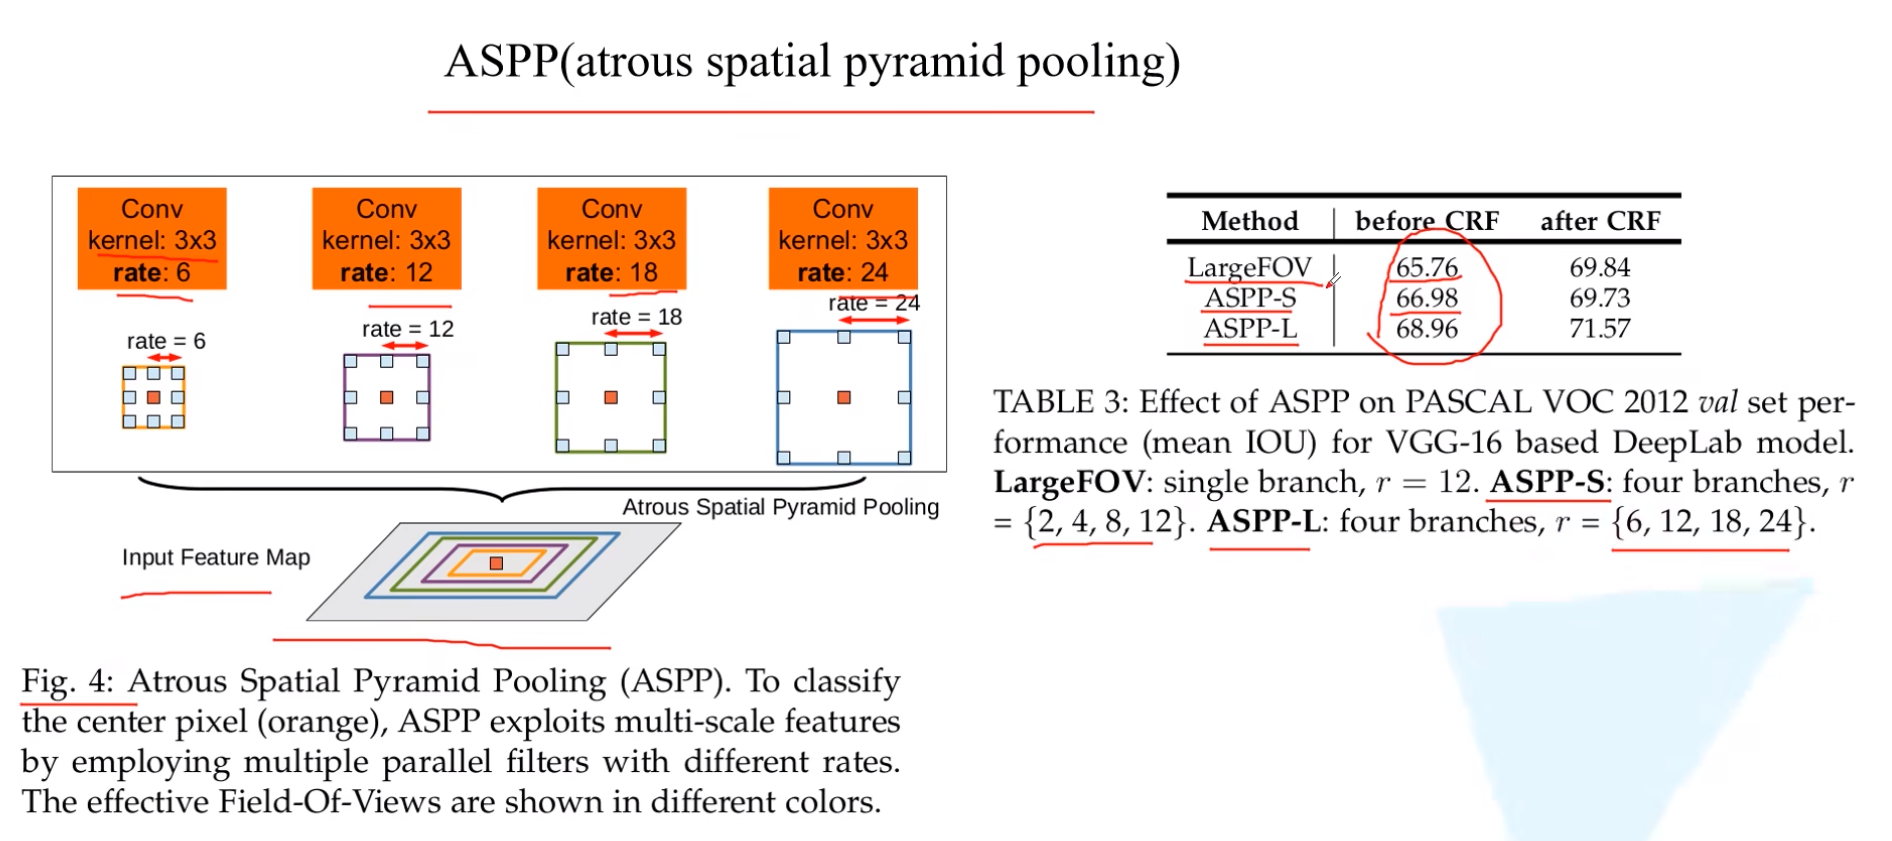 ASPP(atrous spatial pyramid pooling)
Conv
kernel: 3x3
rate: 6
Conv
kernel: 3x3
rate: 12
Conv
kernel: 3x3
rate: 18
Conv
kernel: 3x3
rate: 24
rate = 6
rate = 12
rate = 18
rate = 24
Atrous Spatial Pyramid Pooling
Input Feature Map
Fig. 4: Atrous Spatial Pyramid Pooling (ASPP). To classify
the center pixel (orange), ASPP exploits multi-scale features
by employing multiple parallel filters with different rates.
The effective Field-Of-Views are shown in different colors.
Method before CRF after CRF
LargeFOV 65.76 69.84
ASPP-S 66.98 69.73
ASPP-L 68.96 71.57
TABLE 3: Effect of ASPP on PASCAL VOC 2012 val set per-
formance (mean IOU) for VGG-16 based DeepLab model.
LargeFOV: single branch, r = 12. ASPP-S: four branches, r
= {2, 4, 8, 12}. ASPP-L: four branches, r = {6, 12, 18, 24}.